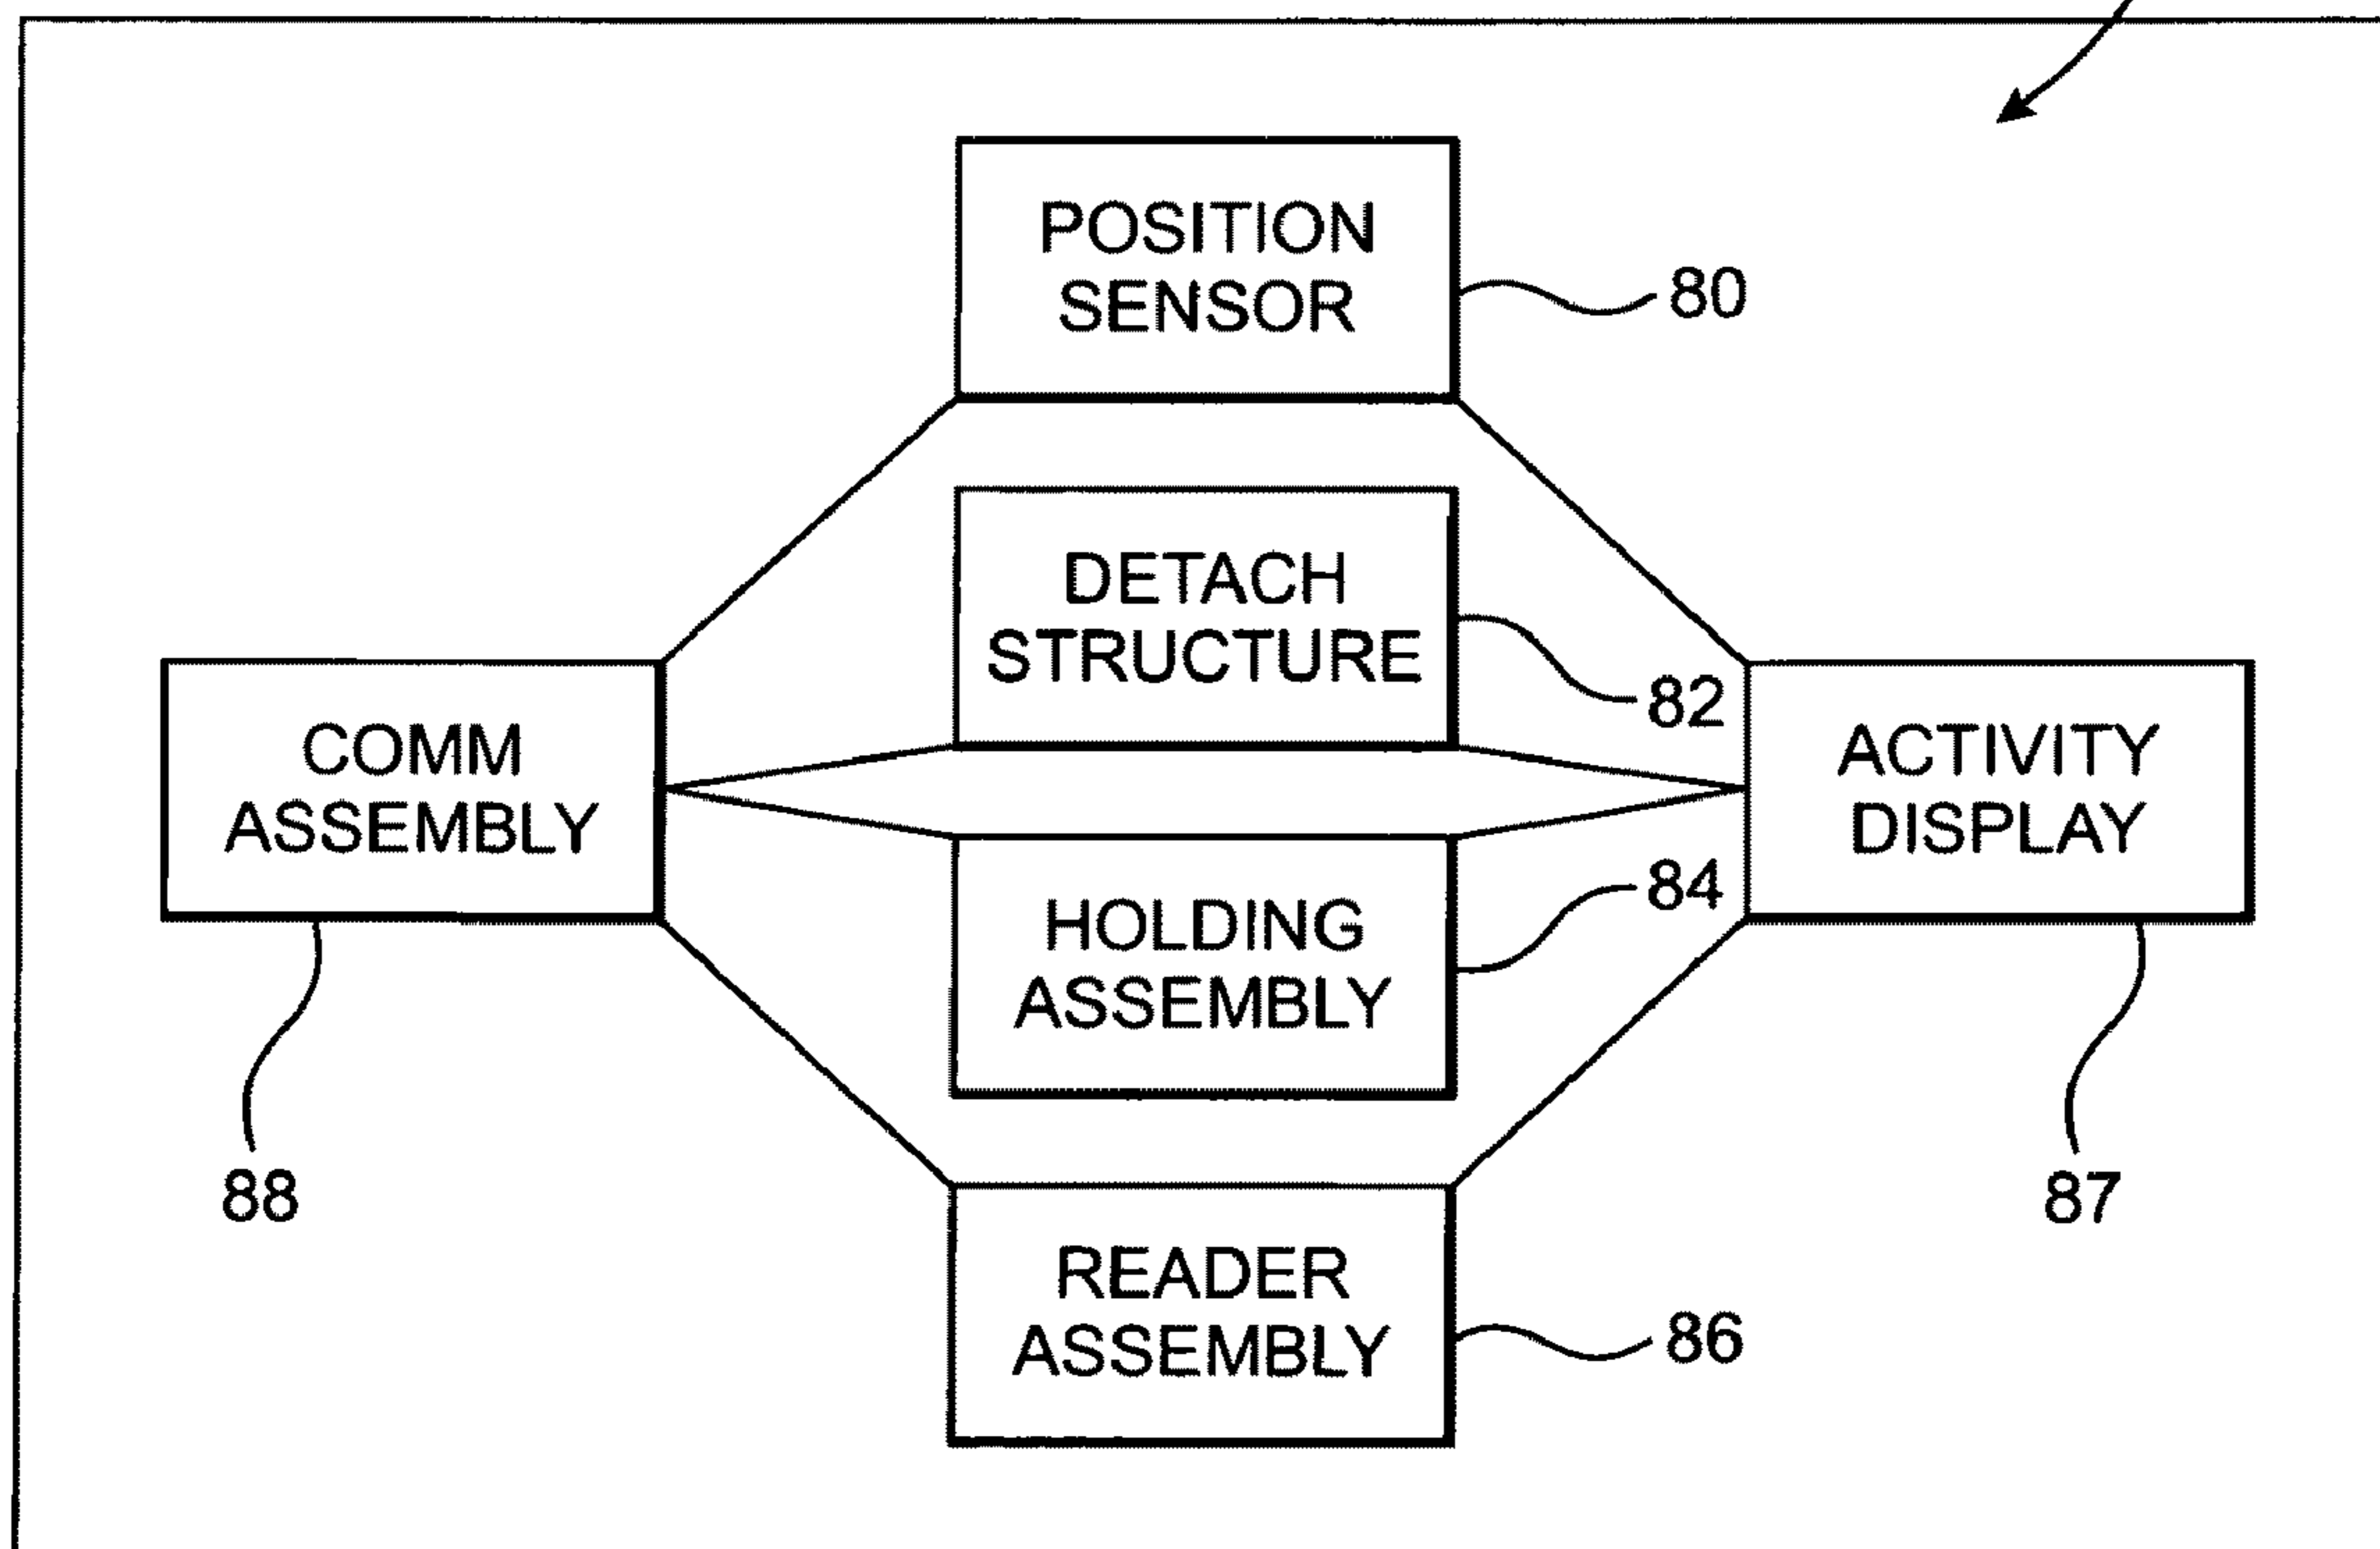 POSITION
SENSOR
80
DETACH
STRUCTURE
82
COMM
ASSEMBLY
88
ACTIVITY
DISPLAY
87
HOLDING
ASSEMBLY
84
READER
ASSEMBLY
86